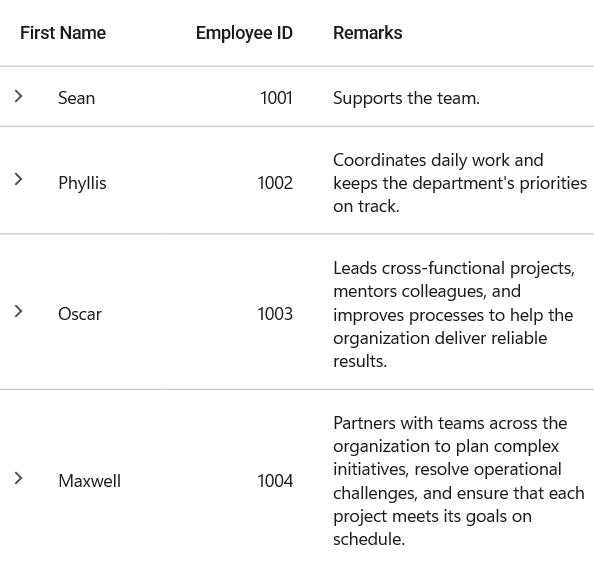 First Name Employee ID Remarks
Sean 1001 Supports the team.
Coordinates daily work and
Phyllis 1002 keeps the department's priorities
on track.
Leads cross-functional projects,
mentors colleagues, and
Oscar 1003 improves processes to help the
organization deliver reliable
results.
Partners with teams across the
organization to plan complex
initiatives, resolve operational
Maxwell 1004 challenges, and ensure that each
project meets its goals on
schedule.